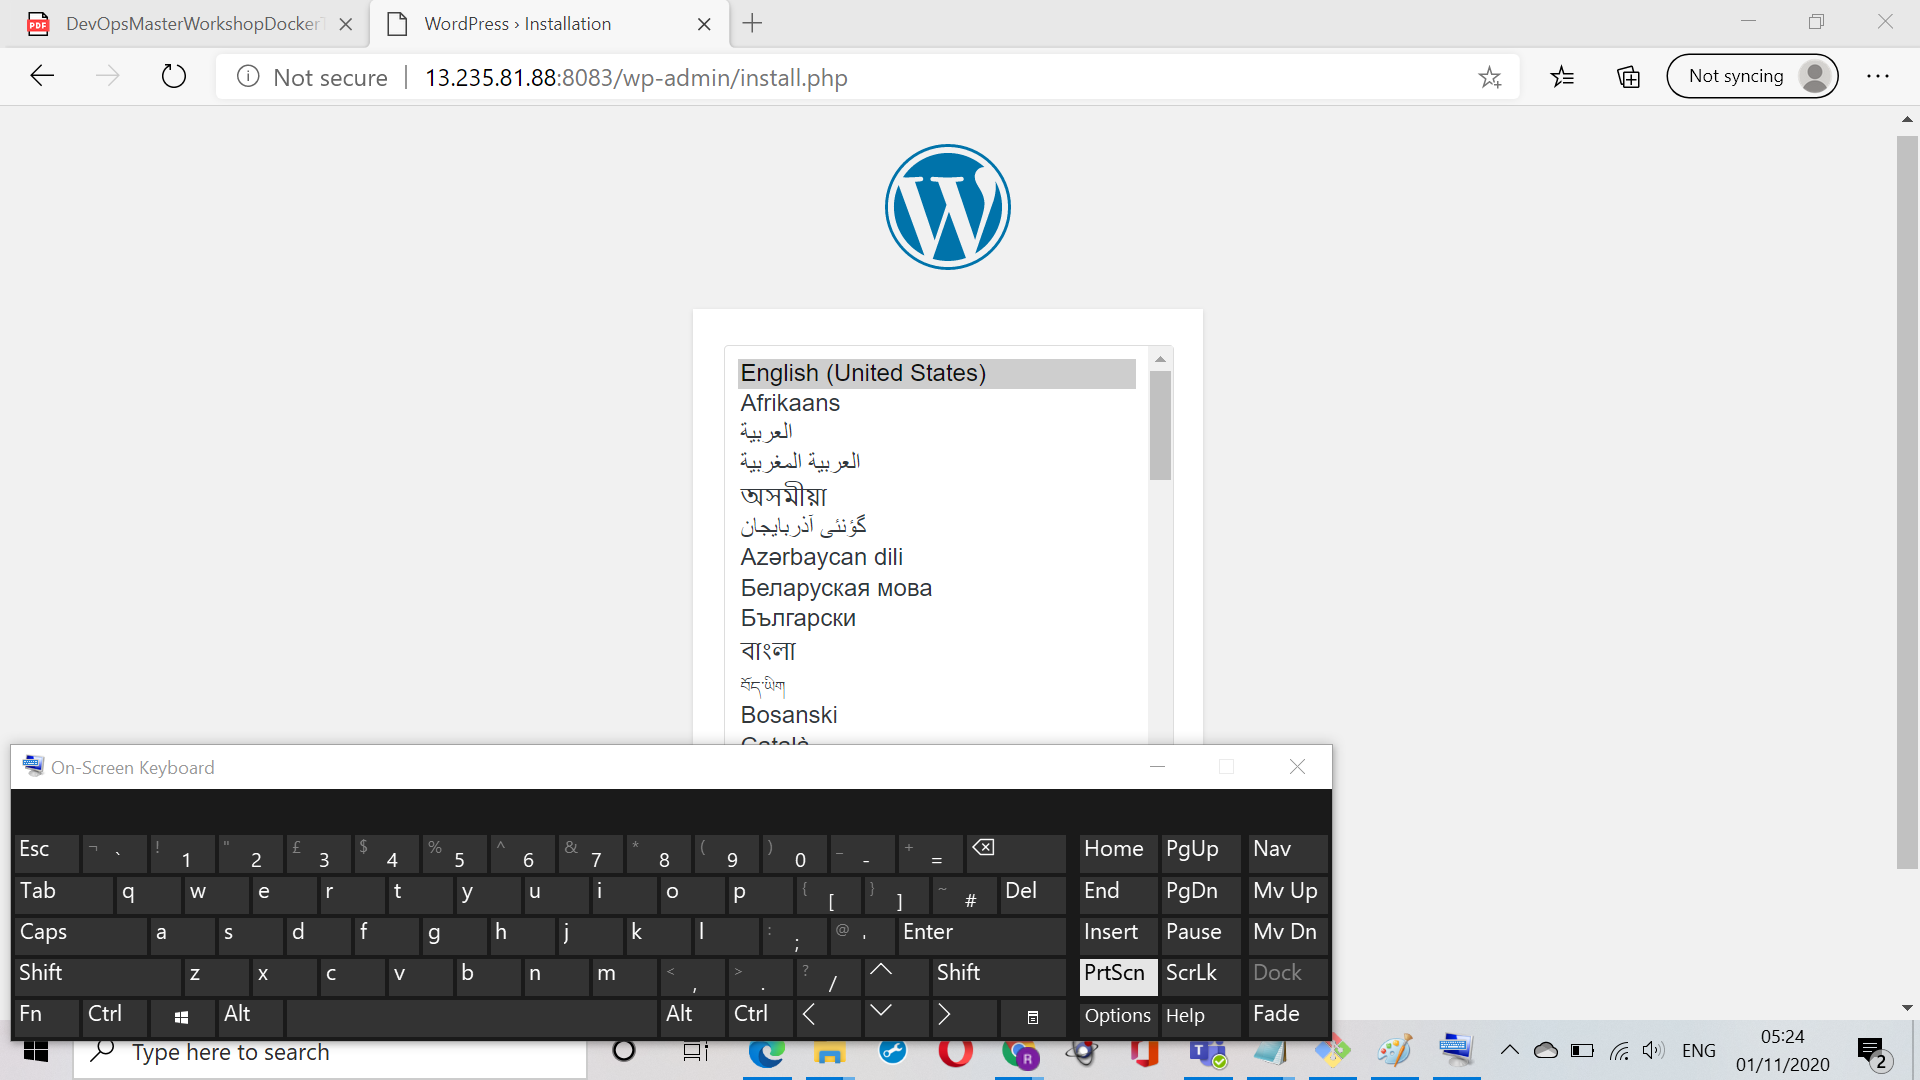 DevOpsMasterWorkshopDocker
WordPress › Installation
Not secure
13.235.81.88:8083/wp-admin/install.php
Not syncing
English (United States)
Afrikaans
العربية
العربية المغربية
অসমীয়া
گؤنئی آذربایجان
Azərbaycan dili
Беларуская мова
Български
বাংলা
བོད་ཡིག
Bosanski
Català
On-Screen Keyboard
Esc ¬ ` ! 1 " 2 £ 3 $ 4 % 5 ^ 6 & 7 * 8 ( 9 ) 0 _ - + = Home PgUp Nav
Tab q w e r t y u i o p { [ } ] ~ # Del End PgDn Mv Up
Caps a s d f g h j k l : ; @ ' Enter Insert Pause Mv Dn
Shift z x c v b n m < , > . ? / Shift PrtScn ScrLk Dock
Fn Ctrl Alt Alt Ctrl Options Help Fade
Type here to search
ENG
05:24
01/11/2020
2